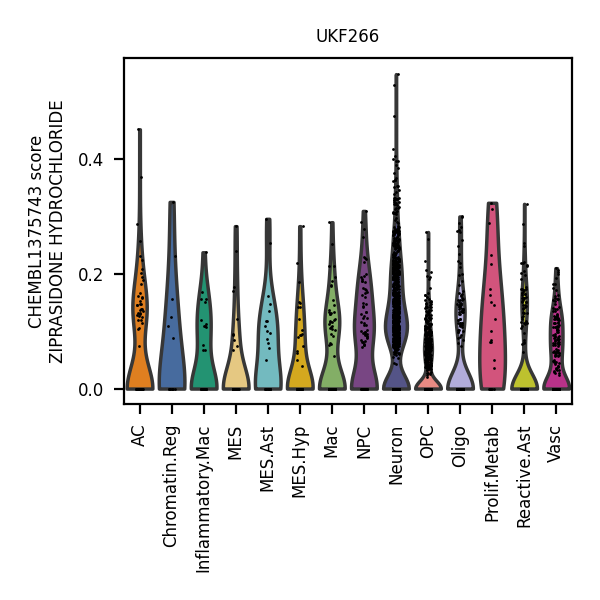 UKF266
CHEMBL1375743 score
ZIPRASIDONE HYDROCHLORIDE
0.4
0.2
0.0
AC
Chromatin.Reg
Inflammatory.Mac
MES
MES.Ast
MES.Hyp
Mac
NPC
Neuron
OPC
Oligo
Prolif.Metab
Reactive.Ast
Vasc